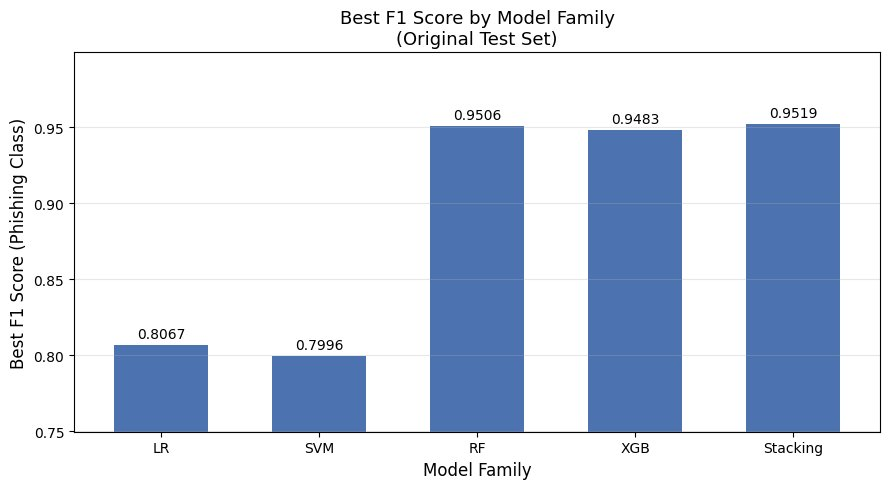 Best F1 Score by Model Family
(Original Test Set)
Best F1 Score (Phishing Class)
0.95
0.90
0.85
0.80
0.75
0.8067
0.7996
0.9506
0.9483
0.9519
LR
SVM
RF
XGB
Stacking
Model Family